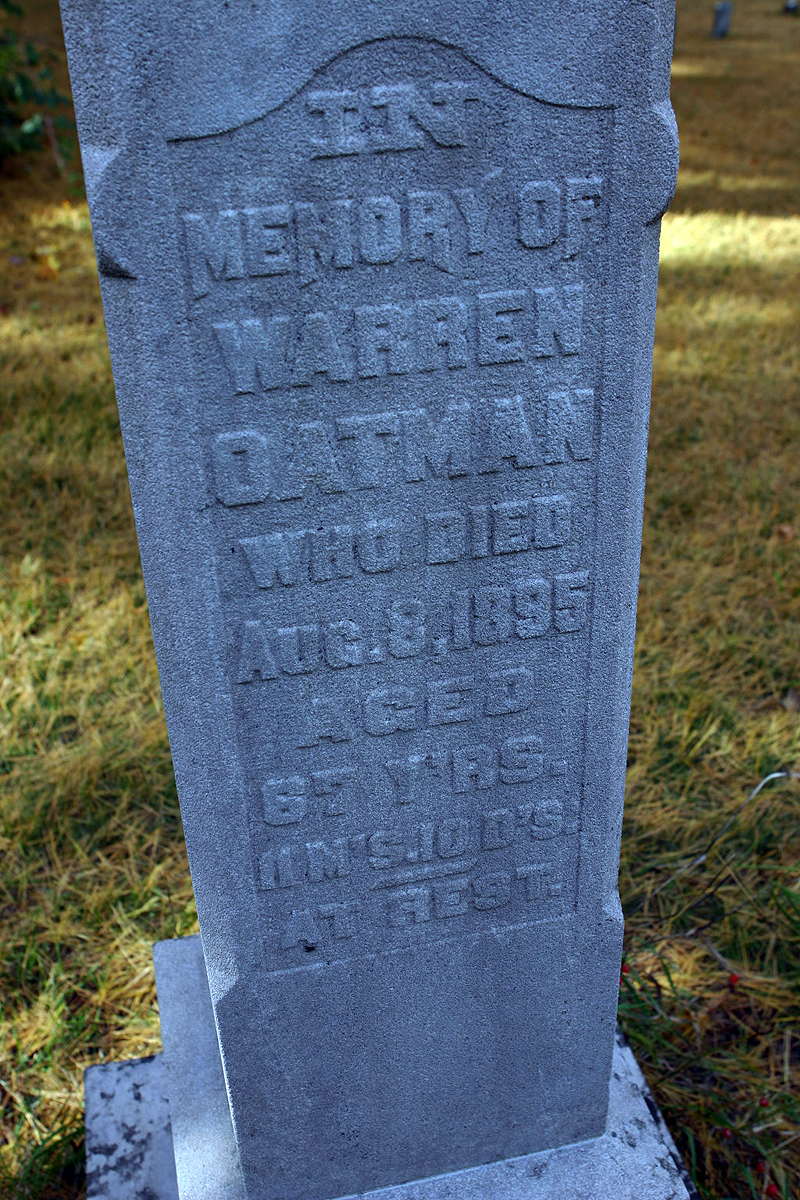 IN
MEMORY OF
WARREN
OATMAN
WHO DIED
AUG. 8, 1895
AGED
67 Y'RS.
11 M'S. 10 D'S.
AT REST.